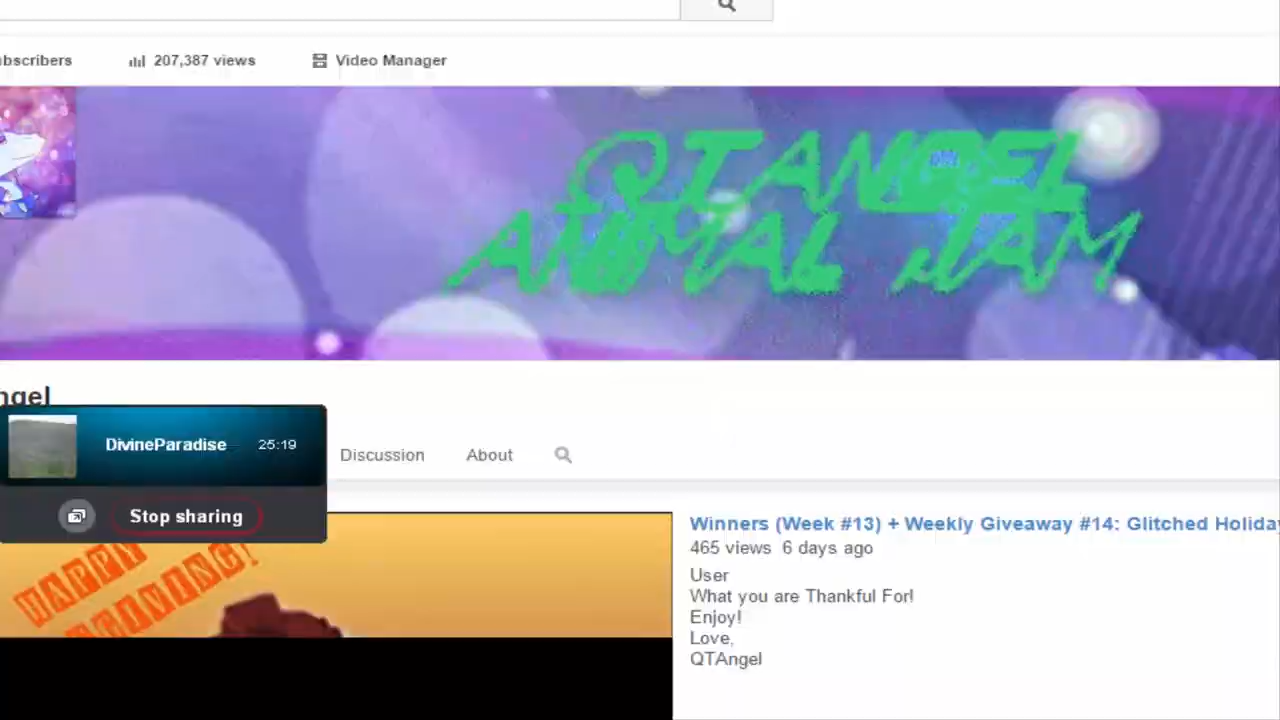 ubscribers 207,387 views Video Manager
QTANGEL
ANIMAL JAM
ngel
DivineParadise 25:19
Discussion About
Stop sharing
Winners (Week #13) + Weekly Giveaway #14: Glitched Holiday
465 views 6 days ago
User
What you are Thankful For!
Enjoy!
Love,
QTAngel
HAPPY
GIVING!